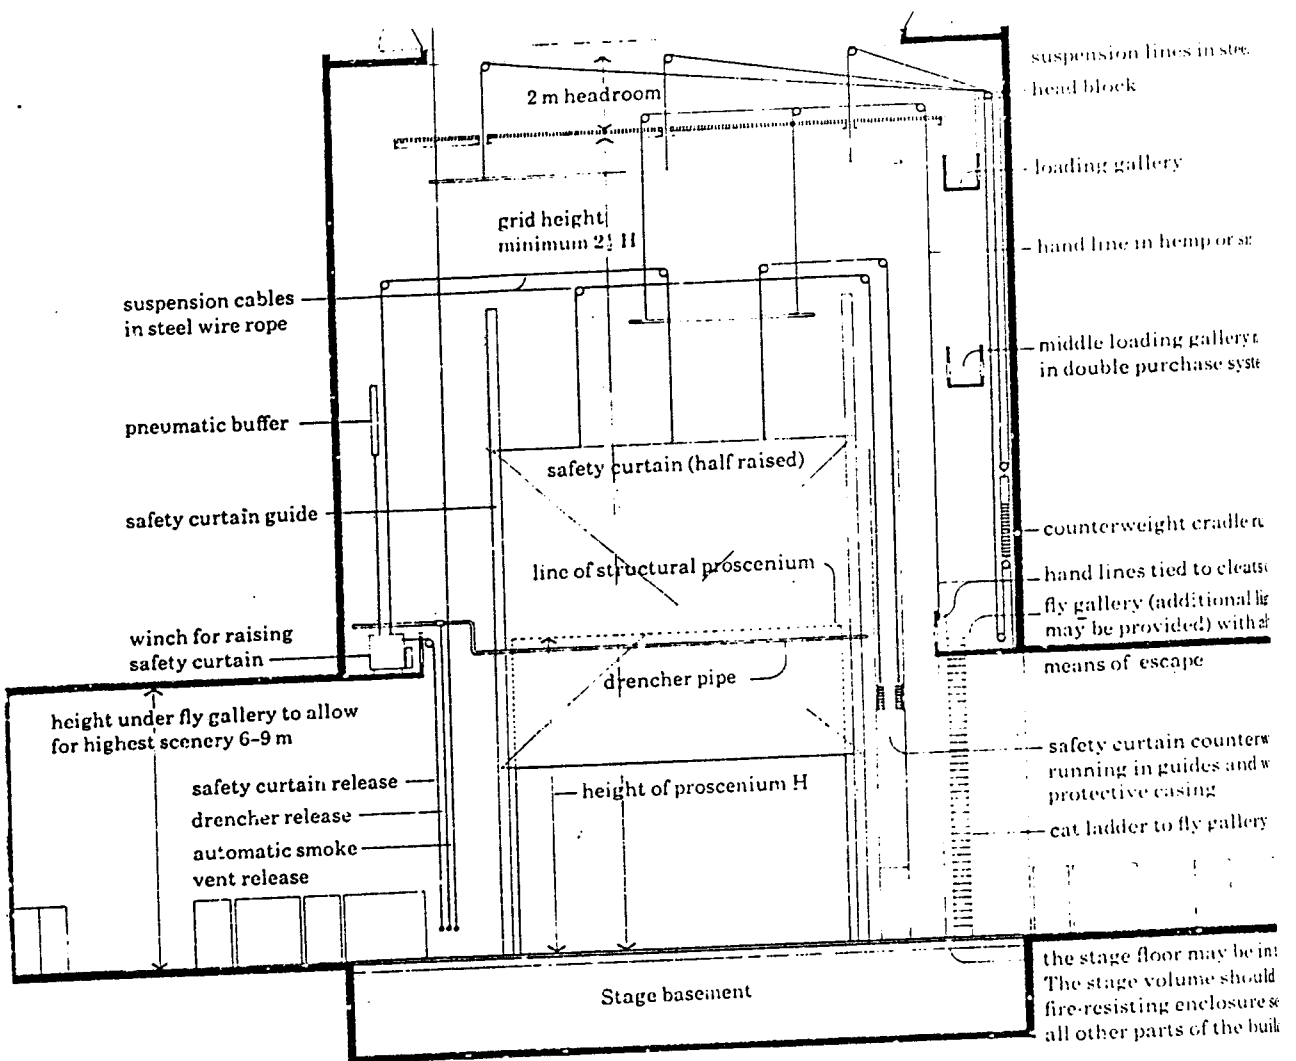 suspension lines in
head block
2 m headroom
loading gallery
grid height
minimum 2½ H
hand line in hemp or
suspension cables
in steel wire rope
middle loading gallery
in double purchase
pneumatic buffer
safety curtain (half raised)
safety curtain guide
counterweight cradle
line of structural proscenium
hand lines tied to cleats
fly gallery (additional
may be provided) with
means of escape
winch for raising
safety curtain
drencher pipe
height under fly gallery to allow
for highest scenery 6-9 m
safety curtain
running in guides and
protective casing
safety curtain release
height of proscenium H
drencher release
cat ladder to fly gallery
automatic smoke
vent release
the stage floor may be
The stage volume should
fire-resisting enclosure
all other parts of the
Stage basement